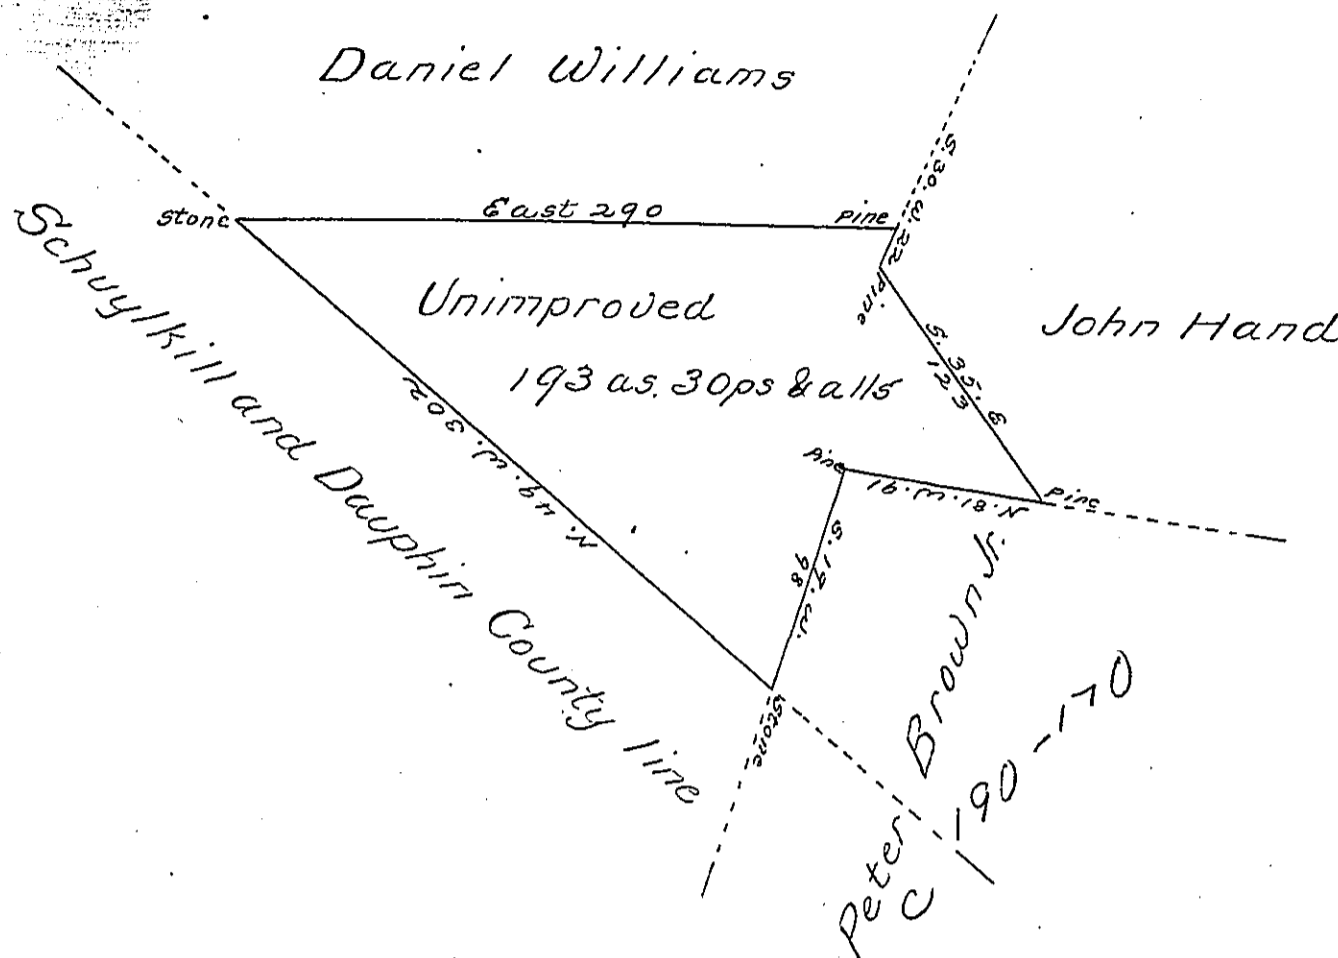 Daniel Williams
S. 30. W. 22
Stone
East 290
Pine
Pine
Unimproved
John Hand
193 as. 30ps & alls
S. 35. E
123
Schuylkill and Dauphin County line
N. 49. W. 302
Pine
N. 81. W. 91
Pine
S. 19. W.
98
Stone
Peter Brown Jr.
C 190-170